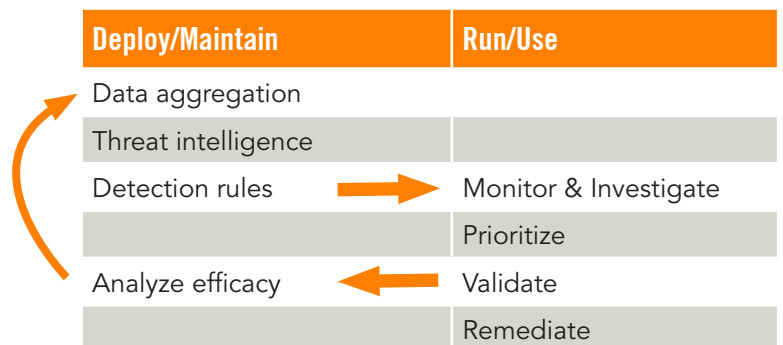 Deploy/Maintain Run/Use
Data aggregation
Threat intelligence
Detection rules Monitor & Investigate
Prioritize
Analyze efficacy Validate
Remediate